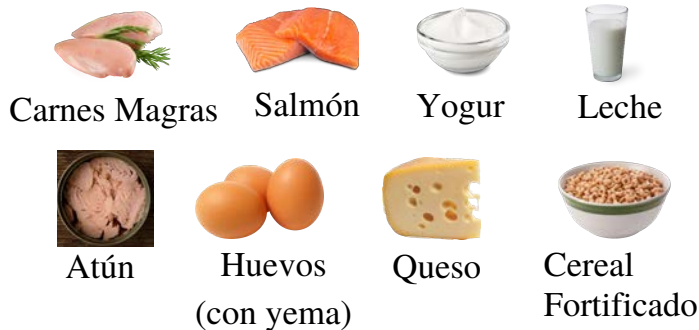 Carnes Magras
Salmón
Yogur
Leche
Atún
Huevos
(con yema)
Queso
Cereal
Fortificado